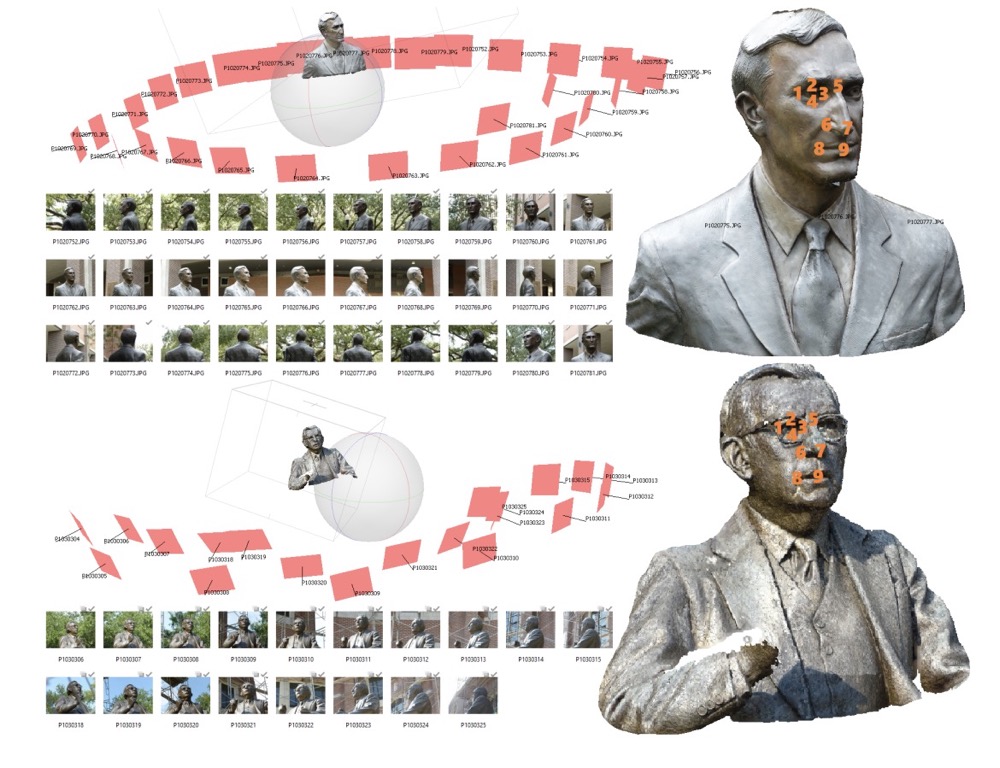 P1020776.JPG P1020777.JPG P1020778.JPG P1020779.JPG P1020752.JPG
P1020774.JPG P1020775.JPG P1020753.JPG P1020754.JPG P1020755.JPG
P1020756.JPG
P1020757.JPG
P1020773.JPG
P1020772.JPG P1020780.JPG P1020758.JPG
P1020771.JPG P1020759.JPG
P1020770.JPG P1020781.JPG P1020760.JPG
P1020769.JPG P1020768.JPG P1020767.JPG P1020766.JPG P1020761.JPG
P1020765.JPG P1020764.JPG P1020763.JPG P1020762.JPG
1 2 3 4 5
6 7
8 9
P1020775.JPG P1020776.JPG P1020777.JPG
P1020752.JPG P1020753.JPG P1020754.JPG P1020755.JPG P1020756.JPG P1020757.JPG P1020758.JPG P1020759.JPG P1020760.JPG P1020761.JPG
P1020762.JPG P1020763.JPG P1020764.JPG P1020765.JPG P1020766.JPG P1020767.JPG P1020768.JPG P1020769.JPG P1020770.JPG P1020771.JPG
P1020772.JPG P1020773.JPG P1020774.JPG P1020775.JPG P1020776.JPG P1020777.JPG P1020778.JPG P1020779.JPG P1020780.JPG P1020781.JPG
1 2 3 4 5
6 7
8 9
P1030315 P1030314
P1030313
P1030312
P1030325
P1030324
P1030323 P1030311
P1030304 P1030306 P1030307 P1030318 P1030319 P1030322
P1030310
P1030305 P1030308 P1030320 P1030309 P1030321
P1030306 P1030307 P1030308 P1030309 P1030310 P1030311 P1030312 P1030313 P1030314 P1030315
P1030318 P1030319 P1030320 P1030321 P1030322 P1030323 P1030324 P1030325